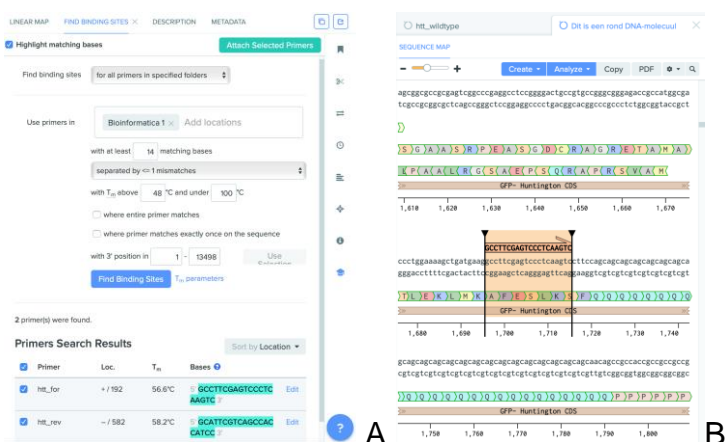 LINEAR MAP FIND BINDING SITES × DESCRIPTION METADATA
Highlight matching bases
Attach Selected Primers
Find binding sites for all primers in specified folders
Use primers in Bioinformatica 1 × Add locations
with at least 14 matching bases
separated by <= 1 mismatches
with Tm above 48 °C and under 100 °C
where entire primer matches
where primer matches exactly once on the sequence
with 3' position in 1 - 13498 Use
Find Binding Sites Tm parameters
2 primer(s) were found.
Primers Search Results Sort by Location
Primer Loc. Tm Bases
htt_for + / 192 56.6°C 5' GCCTTCGAGTCCCTC Edit
AAGTC 3'
htt_rev – / 582 58.2°C 5' GCATTCGTCAGCCAC Edit
CATCC 3'
?
A
htt_wildtype Dit is een rond DNA-molecuul ×
SEQUENCE MAP
Create Analyze Copy PDF
agcggcgccgcgagtcggcccgaggcctccggggactgccgtgccgggcgggagaccgccatggcga
tcgccgcggcgctcagccgggctccggaggcccctgacggcacggcccgccctctggcggtaccgct
S G A A S R P E A S G D C R A G R E T A M A
L P A A L R G S A E P S Q R A P R S V A M
GFP- Huntington CDS
1,610 1,620 1,630 1,640 1,650 1,660 1,670
GCCTTCGAGTCCCTCAAGTC
ccctggaaaagctgatgaaggccttcgagtccctcaagtccttccagcagcagcagcagcagcagca
gggaccttttcgactacttccggaagctcagggagttcaggaaggtcgtcgtcgtcgtcgtcgtcgt
T L E K L M K A F E S L K S F Q Q Q Q Q Q Q Q
GFP- Huntington CDS
1,680 1,690 1,700 1,710 1,720 1,730 1,740
gcagcagcagcagcagcagcagcagcagcagcagcagcagcagcaacagccgccaccgccgccgccg
cgtcgtcgtcgtcgtcgtcgtcgtcgtcgtcgtcgtcgtcgtcgttgtcggcggtggcggcggcggc
Q Q Q Q Q Q Q Q Q Q Q Q Q Q Q Q P P P P P P
GFP- Huntington CDS
1,750 1,760 1,770 1,780 1,790 1,800
B